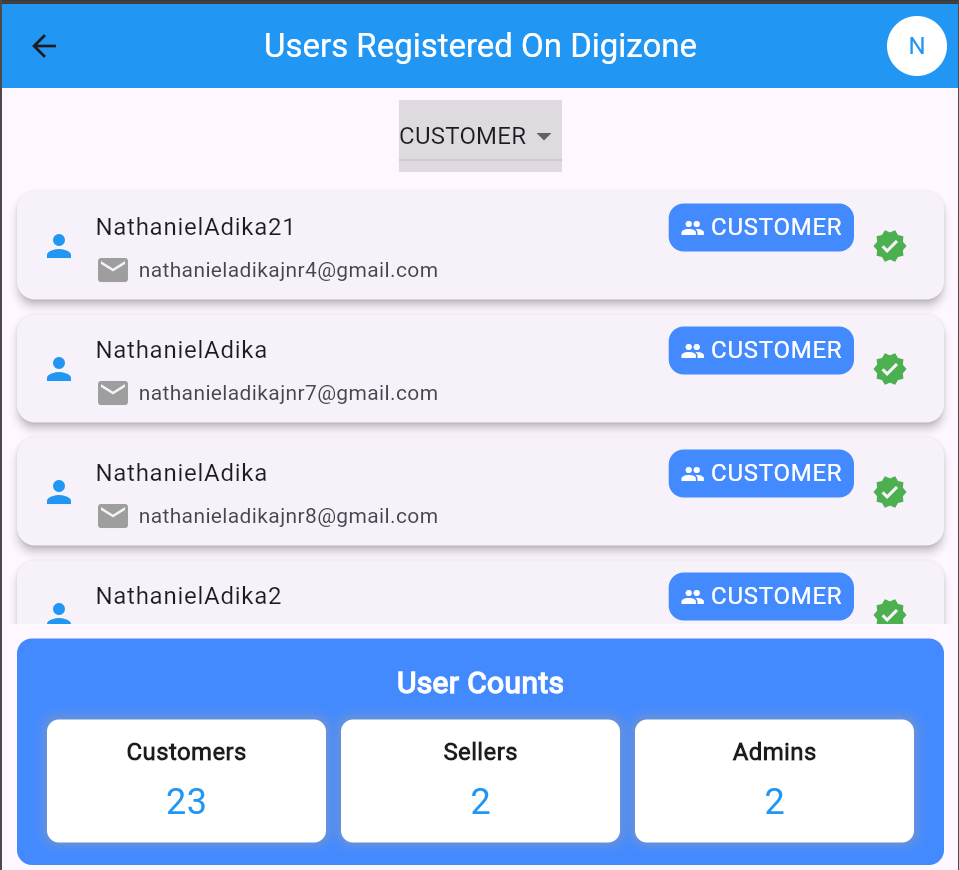 Users Registered On Digizone
N
CUSTOMER
NathanielAdika21
CUSTOMER
nathanieladikajnr4@gmail.com
NathanielAdika
CUSTOMER
nathanieladikajnr7@gmail.com
NathanielAdika
CUSTOMER
nathanieladikajnr8@gmail.com
NathanielAdika2
CUSTOMER
User Counts
Customers
23
Sellers
2
Admins
2